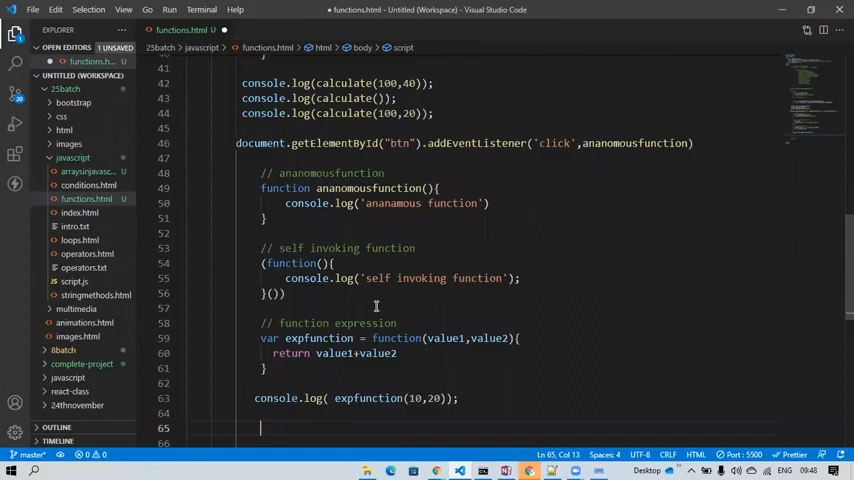 File Edit Selection View Go Run Terminal Help
functions.html - Untitled (Workspace) - Visual Studio Code
EXPLORER
functions.html U
OPEN EDITORS 1 UNSAVED
functions.h... U
UNTITLED (WORKSPACE)
25batch
bootstrap
css
html
images
javascript
arraysinjavasc... U
conditions.html
functions.html U
index.html
intro.txt
loops.html
operators.html
operators.txt
script.js
stringmethods.html
multimedia
animations.html
images.html
8batch
complete-project
javascript
react-class
24thnovember
OUTLINE
TIMELINE
25batch > javascript > functions.html > html > body > script
41
42 console.log(calculate(100,40));
43 console.log(calculate());
44 console.log(calculate(100,20));
45
46 document.getElementById("btn").addEventListener('click',ananomousfunction)
47
48 // ananomousfunction
49 function ananomousfunction(){
50 console.log('ananamous function')
51 }
52
53 // self invoking function
54 (function(){
55 console.log('self invoking function');
56 }())
57
58 // function expression
59 var expfunction = function(value1,value2){
60 return value1+value2
61 }
62
63 console.log( expfunction(10,20));
64
65
66
master* 0 0
Ln 65, Col 13 Spaces: 4 UTF-8 CRLF HTML Port : 5500 Prettier
Desktop ENG 09:48